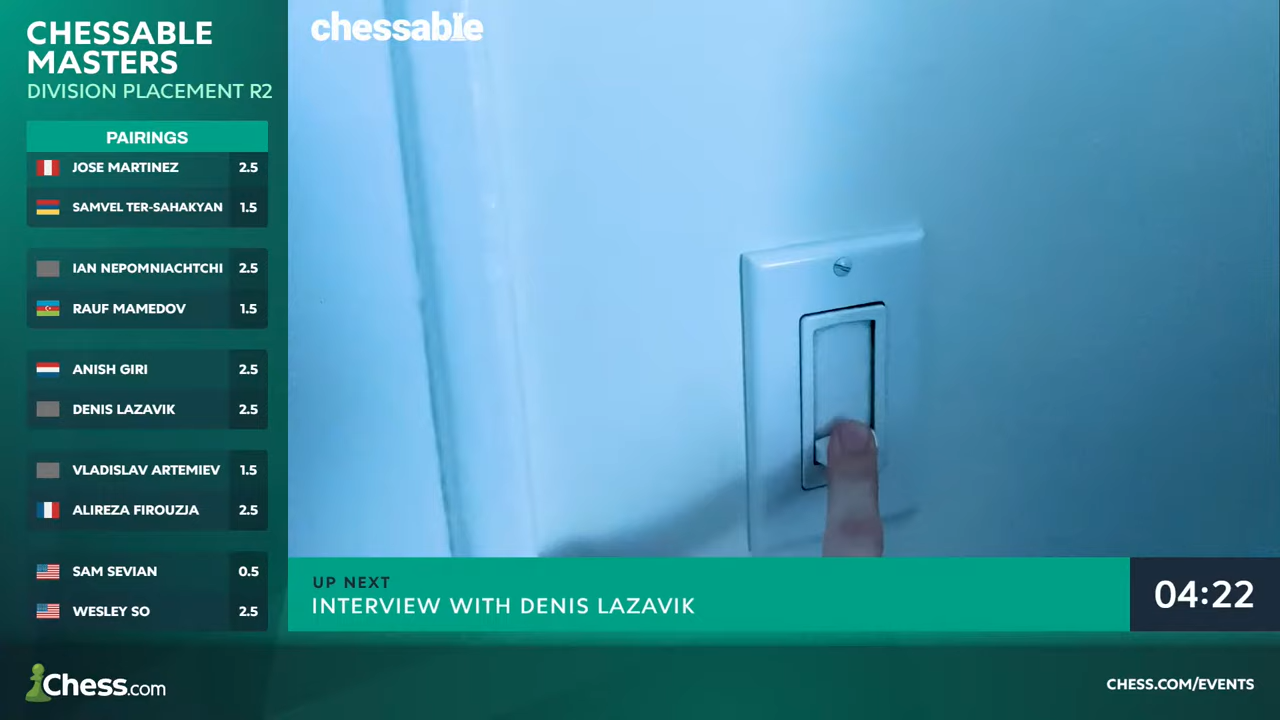 CHESSABLE
MASTERS
DIVISION PLACEMENT R2
PAIRINGS
JOSE MARTINEZ 2.5
SAMVEL TER-SAHAKYAN 1.5
IAN NEPOMNIACHTCHI 2.5
RAUF MAMEDOV 1.5
ANISH GIRI 2.5
DENIS LAZAVIK 2.5
VLADISLAV ARTEMIEV 1.5
ALIREZA FIROUZJA 2.5
SAM SEVIAN 0.5
WESLEY SO 2.5
Chess.com
chessable
UP NEXT
INTERVIEW WITH DENIS LAZAVIK
04:22
CHESS.COM/EVENTS